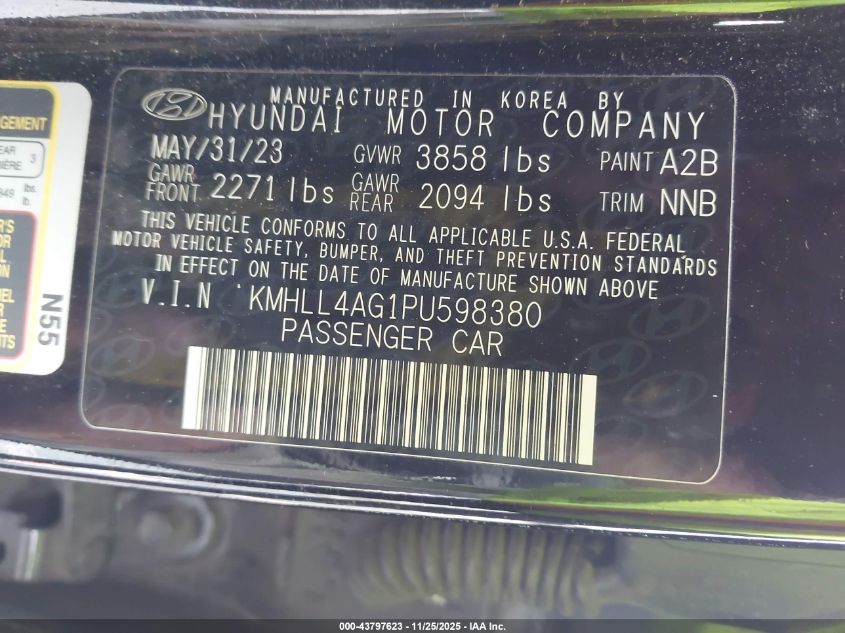 MANUFACTURED IN KOREA BY
HYUNDAI MOTOR COMPANY
MAY/31/23 GVWR 3858 lbs PAINT A2B
GAWR FRONT 2271 lbs GAWR REAR 2094 lbs TRIM NNB
THIS VEHICLE CONFORMS TO ALL APPLICABLE U.S.A. FEDERAL
MOTOR VEHICLE SAFETY, BUMPER, AND THEFT PREVENTION STANDARDS
IN EFFECT ON THE DATE OF MANUFACTURE SHOWN ABOVE
V.I.N KMHLL4AG1PU598380
PASSENGER CAR
N55
000-43797623 - 11/25/2025 - IAA Inc.